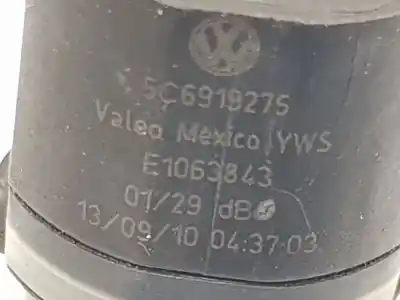 5C6919275
Valeo Mexico YWS
E1063843
01/29 dB
13/09/10 04:37:03